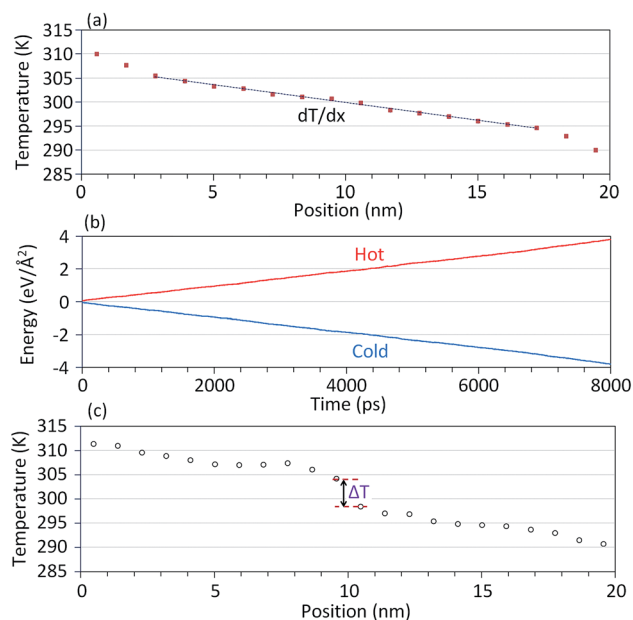 (a)
Temperature (K)
315
310
305
300
295
290
285
dT/dx
0 5 10 15 20
Position (nm)
(b)
Energy (eV/Å²)
4
2
0
-2
-4
Hot
Cold
0 2000 4000 6000 8000
Time (ps)
(c)
Temperature (K)
315
310
305
300
295
290
285
ΔT
0 5 10 15 20
Position (nm)